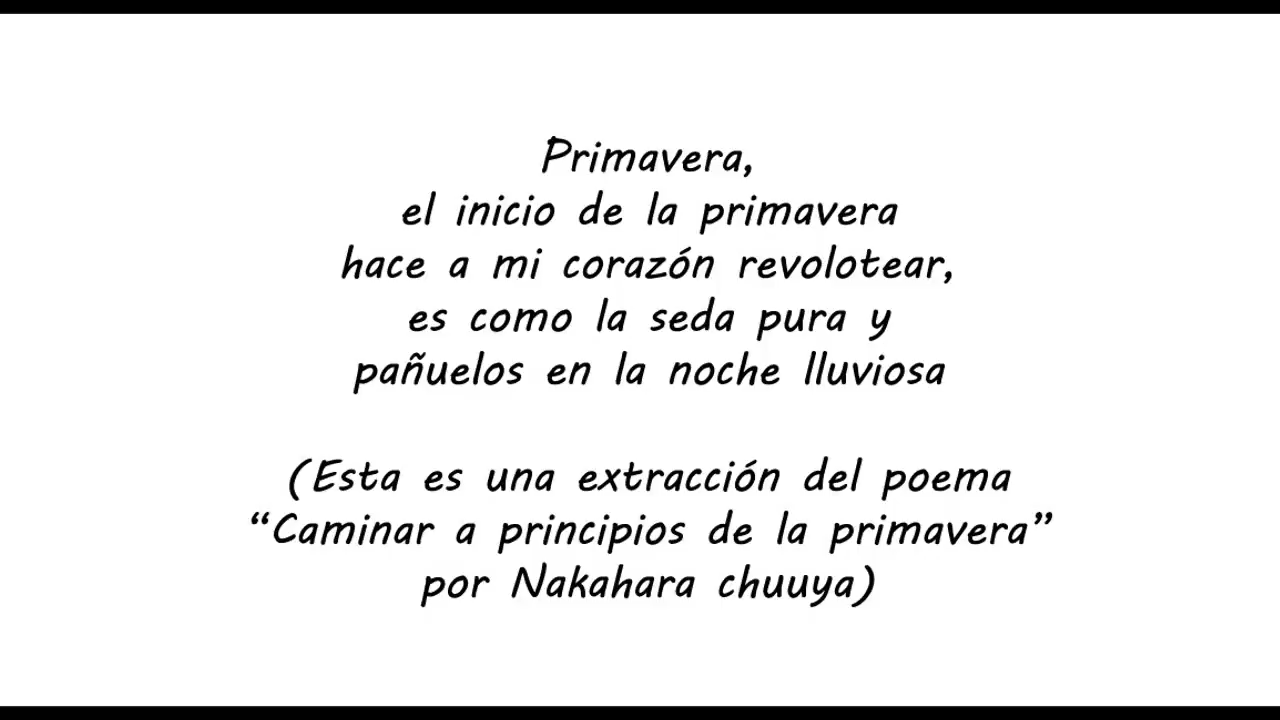 Primavera,
el inicio de la primavera
hace a mi corazón revolotear,
es como la seda pura y
pañuelos en la noche lluviosa
(Esta es una extracción del poema
“Caminar a principios de la primavera”
por Nakahara chuuya)